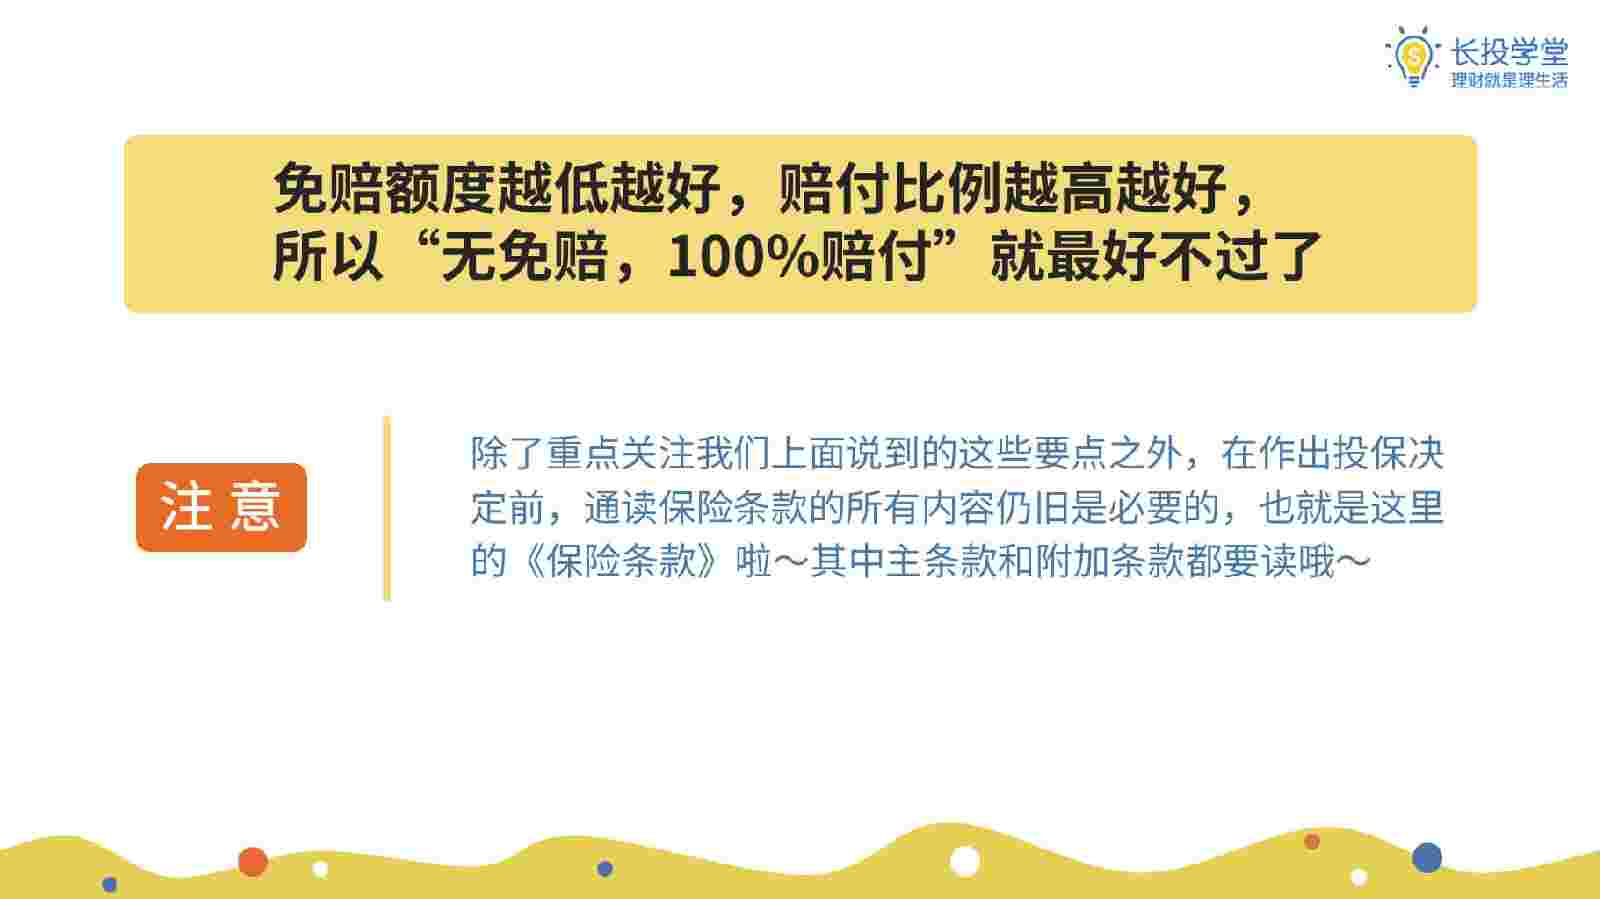 长投学堂
理财就是理生活
免赔额度越低越好，赔付比例越高越好，
所以“无免赔，100%赔付”就最好不过了
注意
除了重点关注我们上面说到的这些要点之外，在作出投保决
定前，通读保险条款的所有内容仍旧是必要的，也就是这里
的《保险条款》啦～其中主条款和附加条款都要读哦～